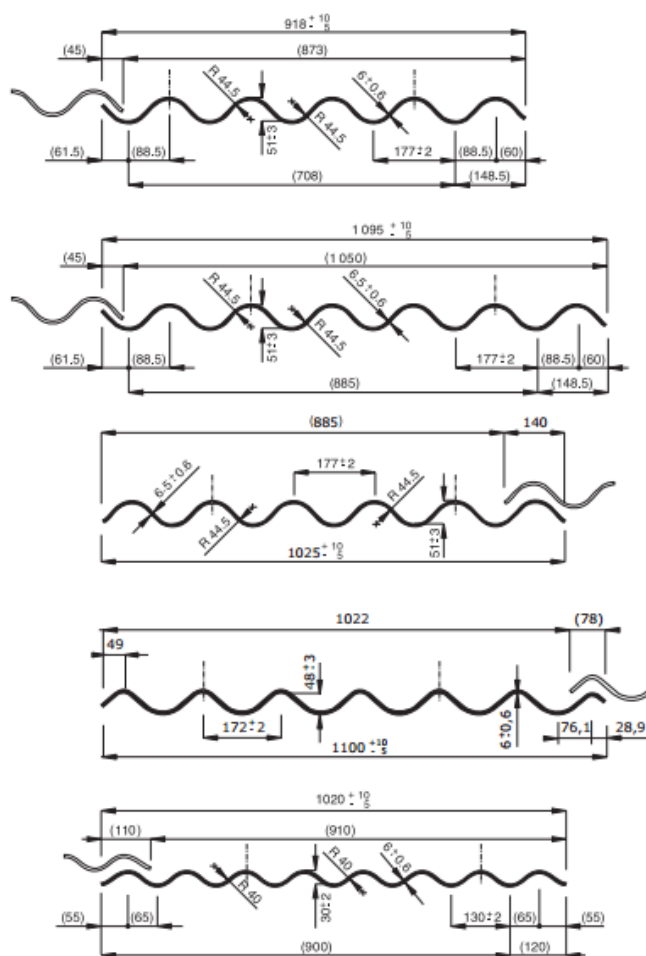 918 + 10 - 5
(45) (873)
R 44.5 6±0.6
51±3 R 44.5
(61.5) (88.5) 177±2 (88.5) (60)
(708) (148.5)
1 095 + 10 - 5
(45) (1 050)
R 44.5 6.5±0.6
51±3 R 44.5
(61.5) (88.5) 177±2 (88.5) (60)
(885) (148.5)
(885) 140
6.5±0.6 177±2 R 44.5
R 44.5 51±3
1025 + 10 - 5
1022 (78)
49 48±3
172±2 6±0,6 76,1 28,9
1100 +10 -5
1020 + 10 - 5
(110) (910)
R 40 R 40 6±0.6
30±2
(55) (65) 130±2 (65) (55)
(900) (120)